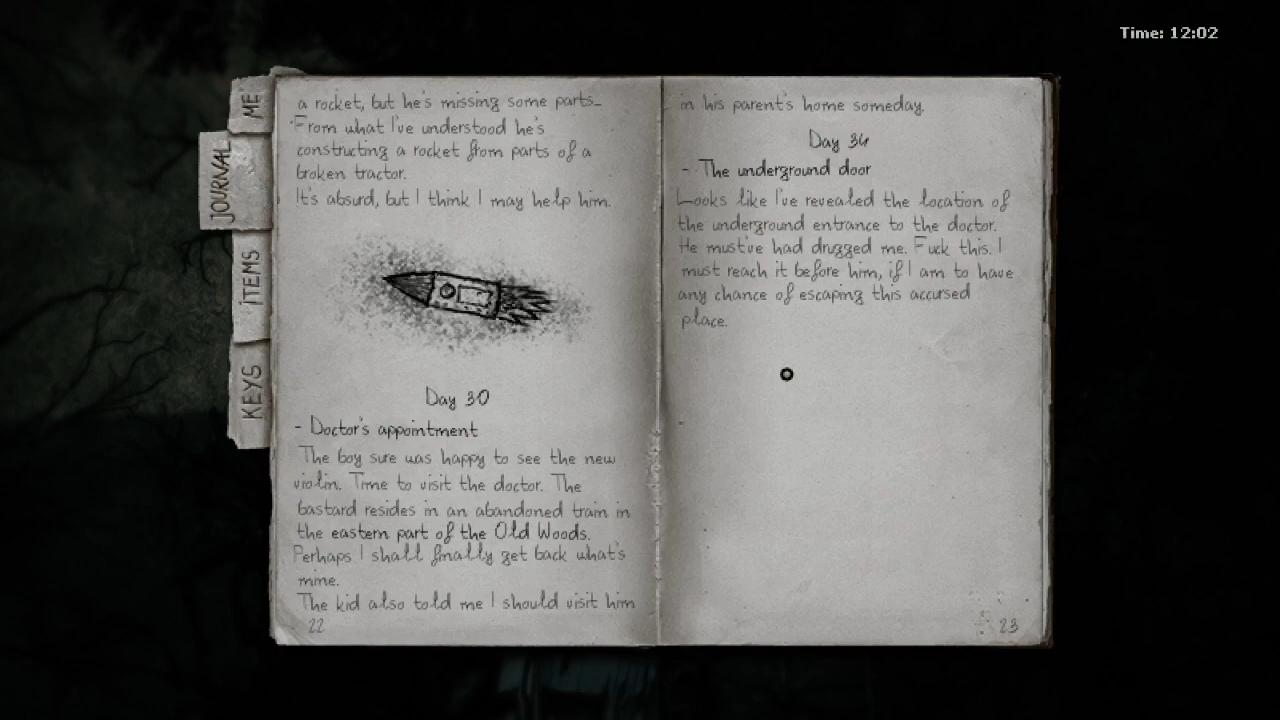 Time: 12:02
ME
JOURNAL
ITEMS
KEYS
a rocket, but he's missing some parts...
From what I've understood he's
constructing a rocket from parts of a
broken tractor.
It's absurd, but I think I may help him.
Day 30
- Doctor's appointment
The boy sure was happy to see the new
violin. Time to visit the doctor. The
bastard resides in an abandoned train in
the eastern part of the Old Woods.
Perhaps I shall finally get back what's
mine.
The kid also told me I should visit him
22
in his parent's home someday.
Day 34
- The underground door
Looks like I've revealed the location of
the underground entrance to the doctor.
He must've had drugged me. Fuck this. I
must reach it before him, if I am to have
any chance of escaping this accursed
place.
23